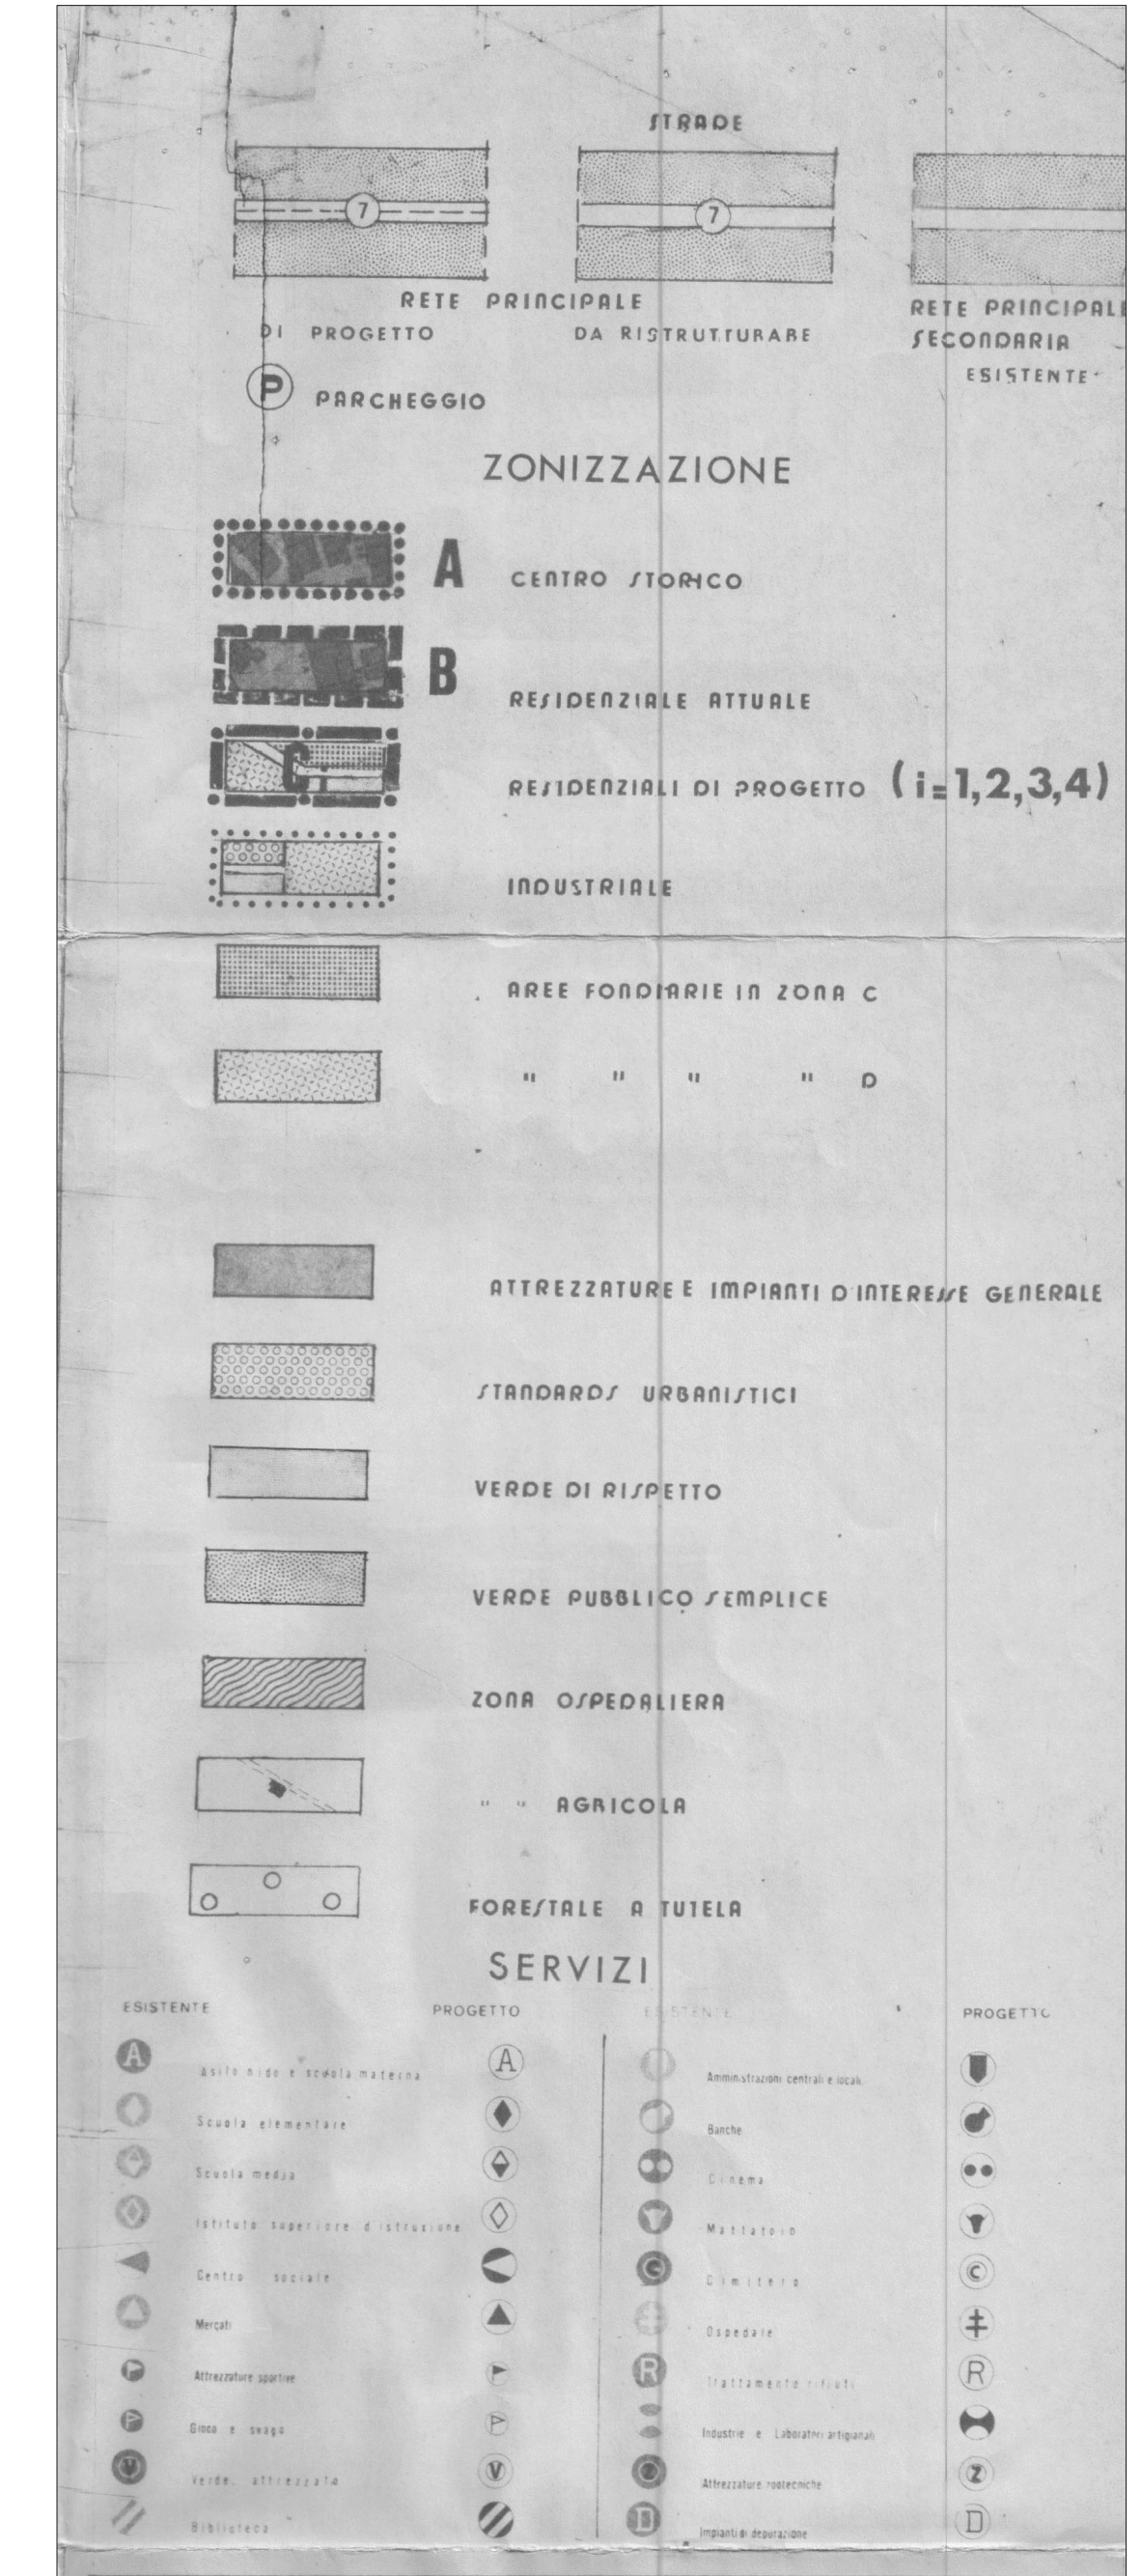 STRADE
7
7
RETE PRINCIPALE
DI PROGETTO
DA RISTRUTTURARE
RETE PRINCIPALE
SECONDARIA
ESISTENTE
P PARCHEGGIO
ZONIZZAZIONE
A CENTRO STORICO
B RESIDENZIALE ATTUALE
C RESIDENZIALI DI PROGETTO (i=1,2,3,4)
INDUSTRIALE
AREE FONDIARIE IN ZONA C
" " " " D
ATTREZZATURE E IMPIANTI D'INTERESSE GENERALE
STANDARDS URBANISTICI
VERDE DI RISPETTO
VERDE PUBBLICO SEMPLICE
ZONA OSPEDALIERA
" " AGRICOLA
FORESTALE A TUTELA
SERVIZI
ESISTENTE PROGETTO ESISTENTE PROGETTO
A Asilo nido e scuola materna A
Scuola elementare
Scuola media
Istituto superiore d'istruzione
Centro sociale
Mercati
Attrezzature sportive
Gioco e svago
Verde attrezzato V
Biblioteca
Amministrazioni centrali e locali
Banche
Cinema
Mattatoio
C Cimitero C
Ospedale
R Trattamento rifiuti R
Industrie e Laboratori artigianali
Attrezzature zootecniche Z
D Impianti di depurazione D